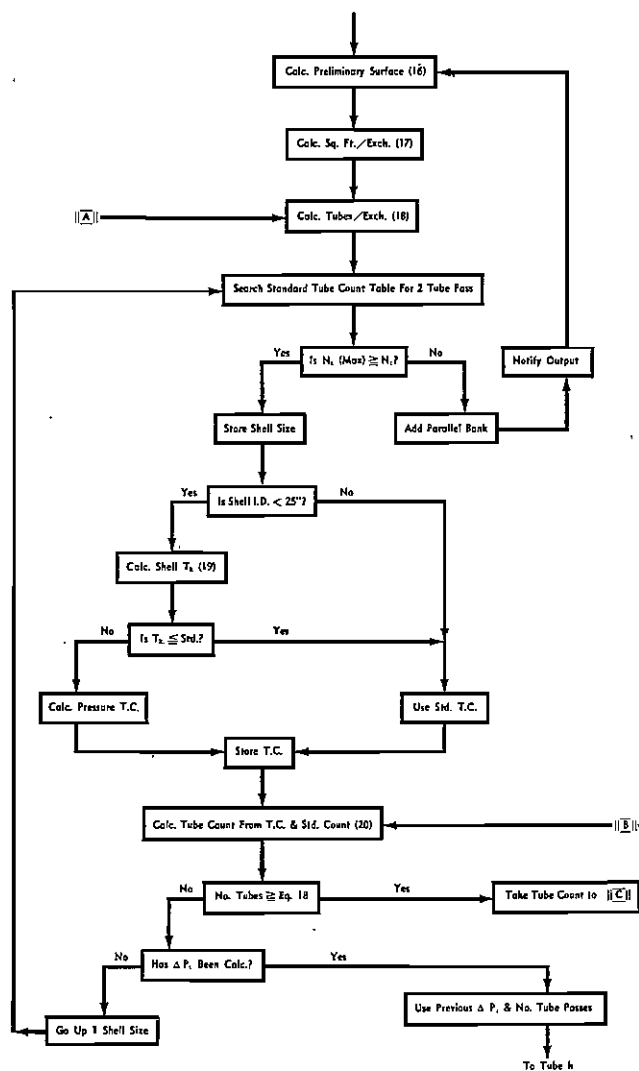 Calc. Preliminary Surface (16)
Calc. Sq. Ft./Exch. (17)
||A||
Calc. Tubes/Exch. (18)
Search Standard Tube Count Table For 2 Tube Pass
Yes
Is Nt (Max) ≧ Nt?
No
Notify Output
Store Shell Size
Add Parallel Bank
Yes
Is Shell I.D. < 25"?
No
Calc. Shell Tk (19)
No
Is Tk ≦ Std.?
Yes
Calc. Pressure T.C.
Use Std. T.C.
Store T.C.
Calc. Tube Count From T.C. & Std. Count (20)
||B||
No
No. Tubes ≧ Eq. 18
Yes
Take Tube Count to ||C||
No
Has Δ Pt Been Calc.?
Yes
Go Up 1 Shell Size
Use Previous Δ Pt & No. Tube Passes
To Tube h